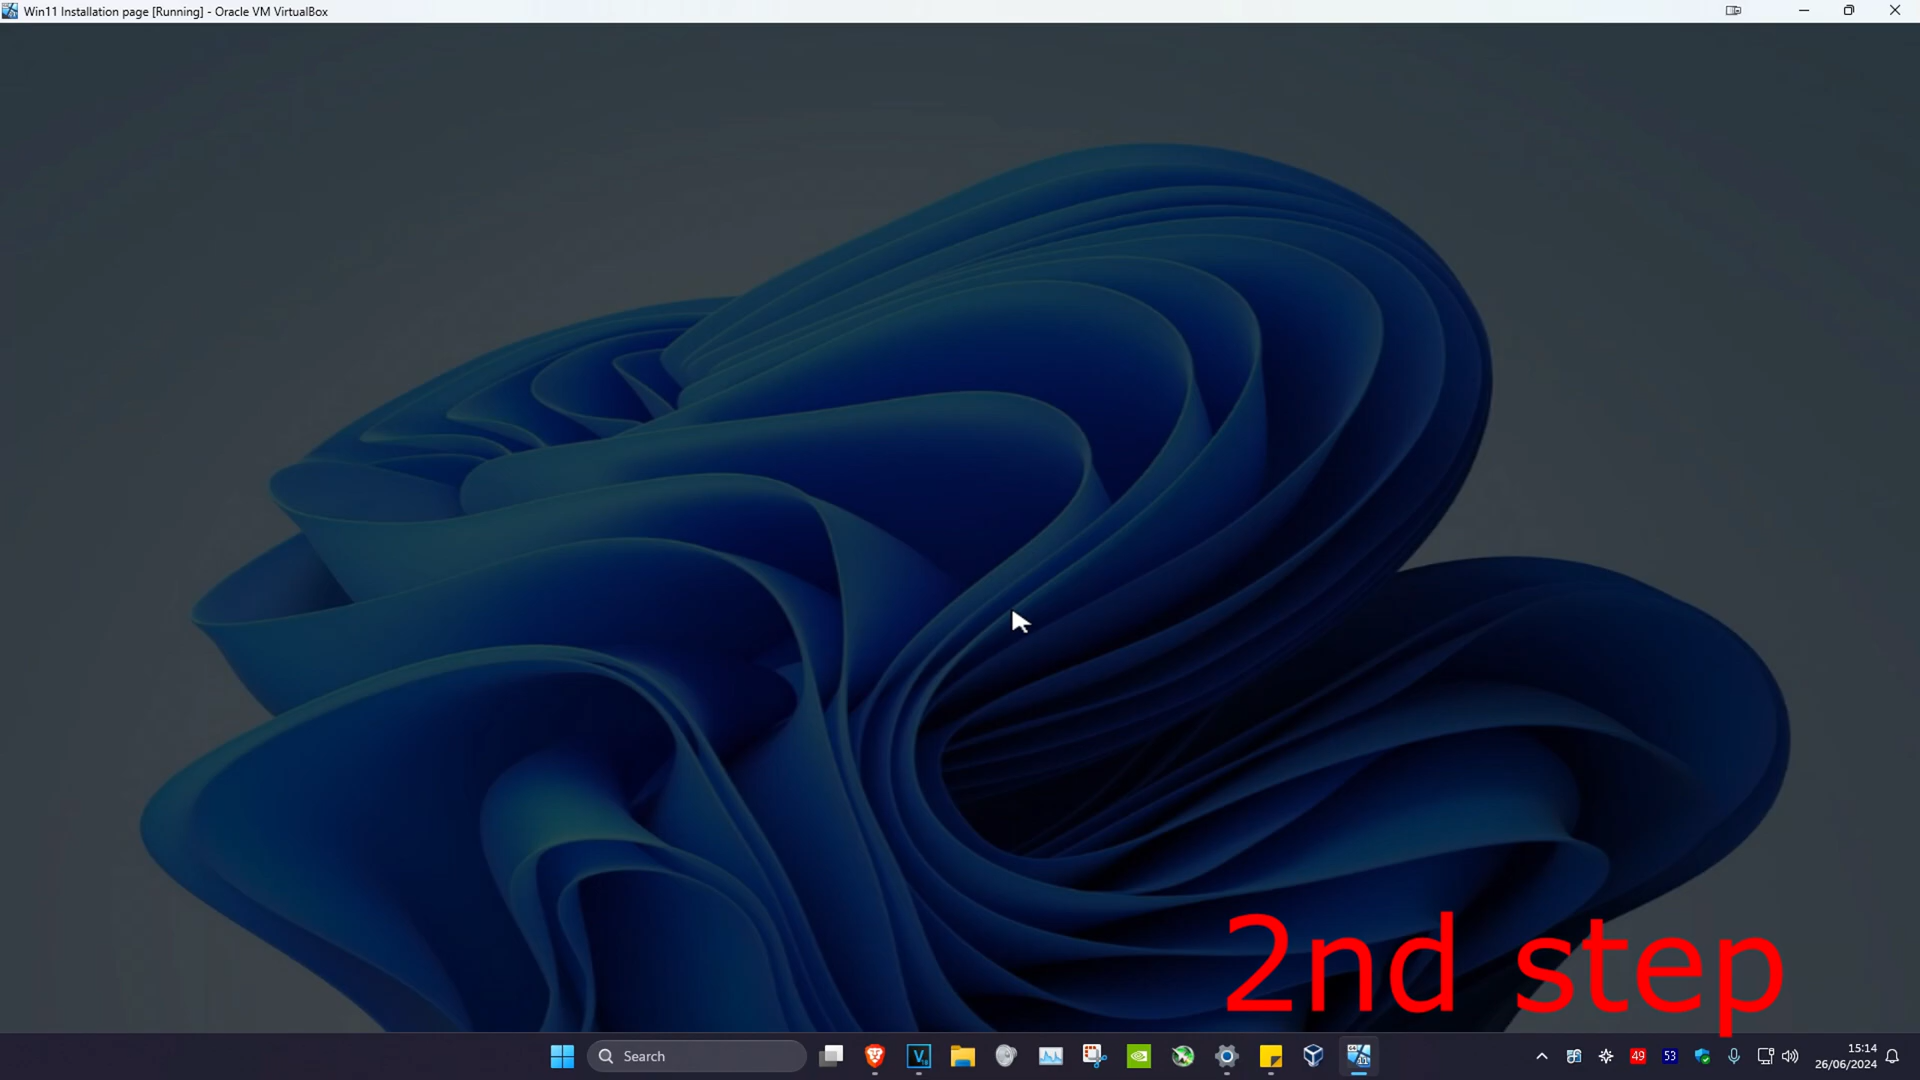 Win11 Installation page [Running] - Oracle VM VirtualBox
2nd step
Search
49
53
15:14
26/06/2024